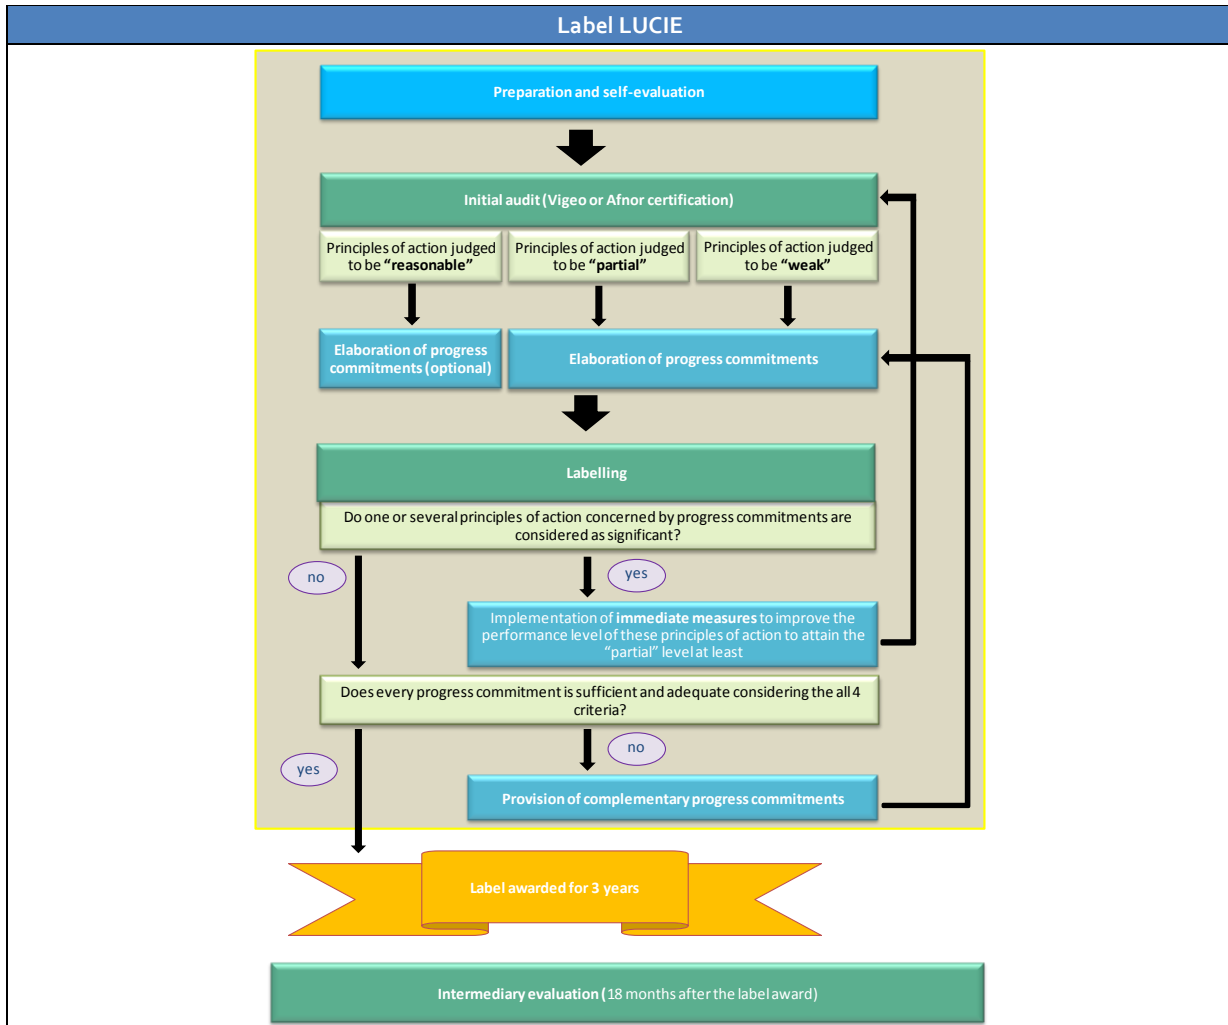 Label LUCIE
Preparation and self-evaluation
Initial audit (Vigeo or Afnor certification)
Principles of action judged
to be “reasonable”
Principles of action judged
to be “partial”
Principles of action judged
to be “weak”
Elaboration of progress
commitments (optional)
Elaboration of progress commitments
Labelling
Do one or several principles of action concerned by progress commitments are
considered as significant?
no
yes
Implementation of immediate measures to improve the
performance level of these principles of action to attain the
“partial” level at least
Does every progress commitment is sufficient and adequate considering the all 4
criteria?
no
yes
Provision of complementary progress commitments
Label awarded for 3 years
Intermediary evaluation (18 months after the label award)